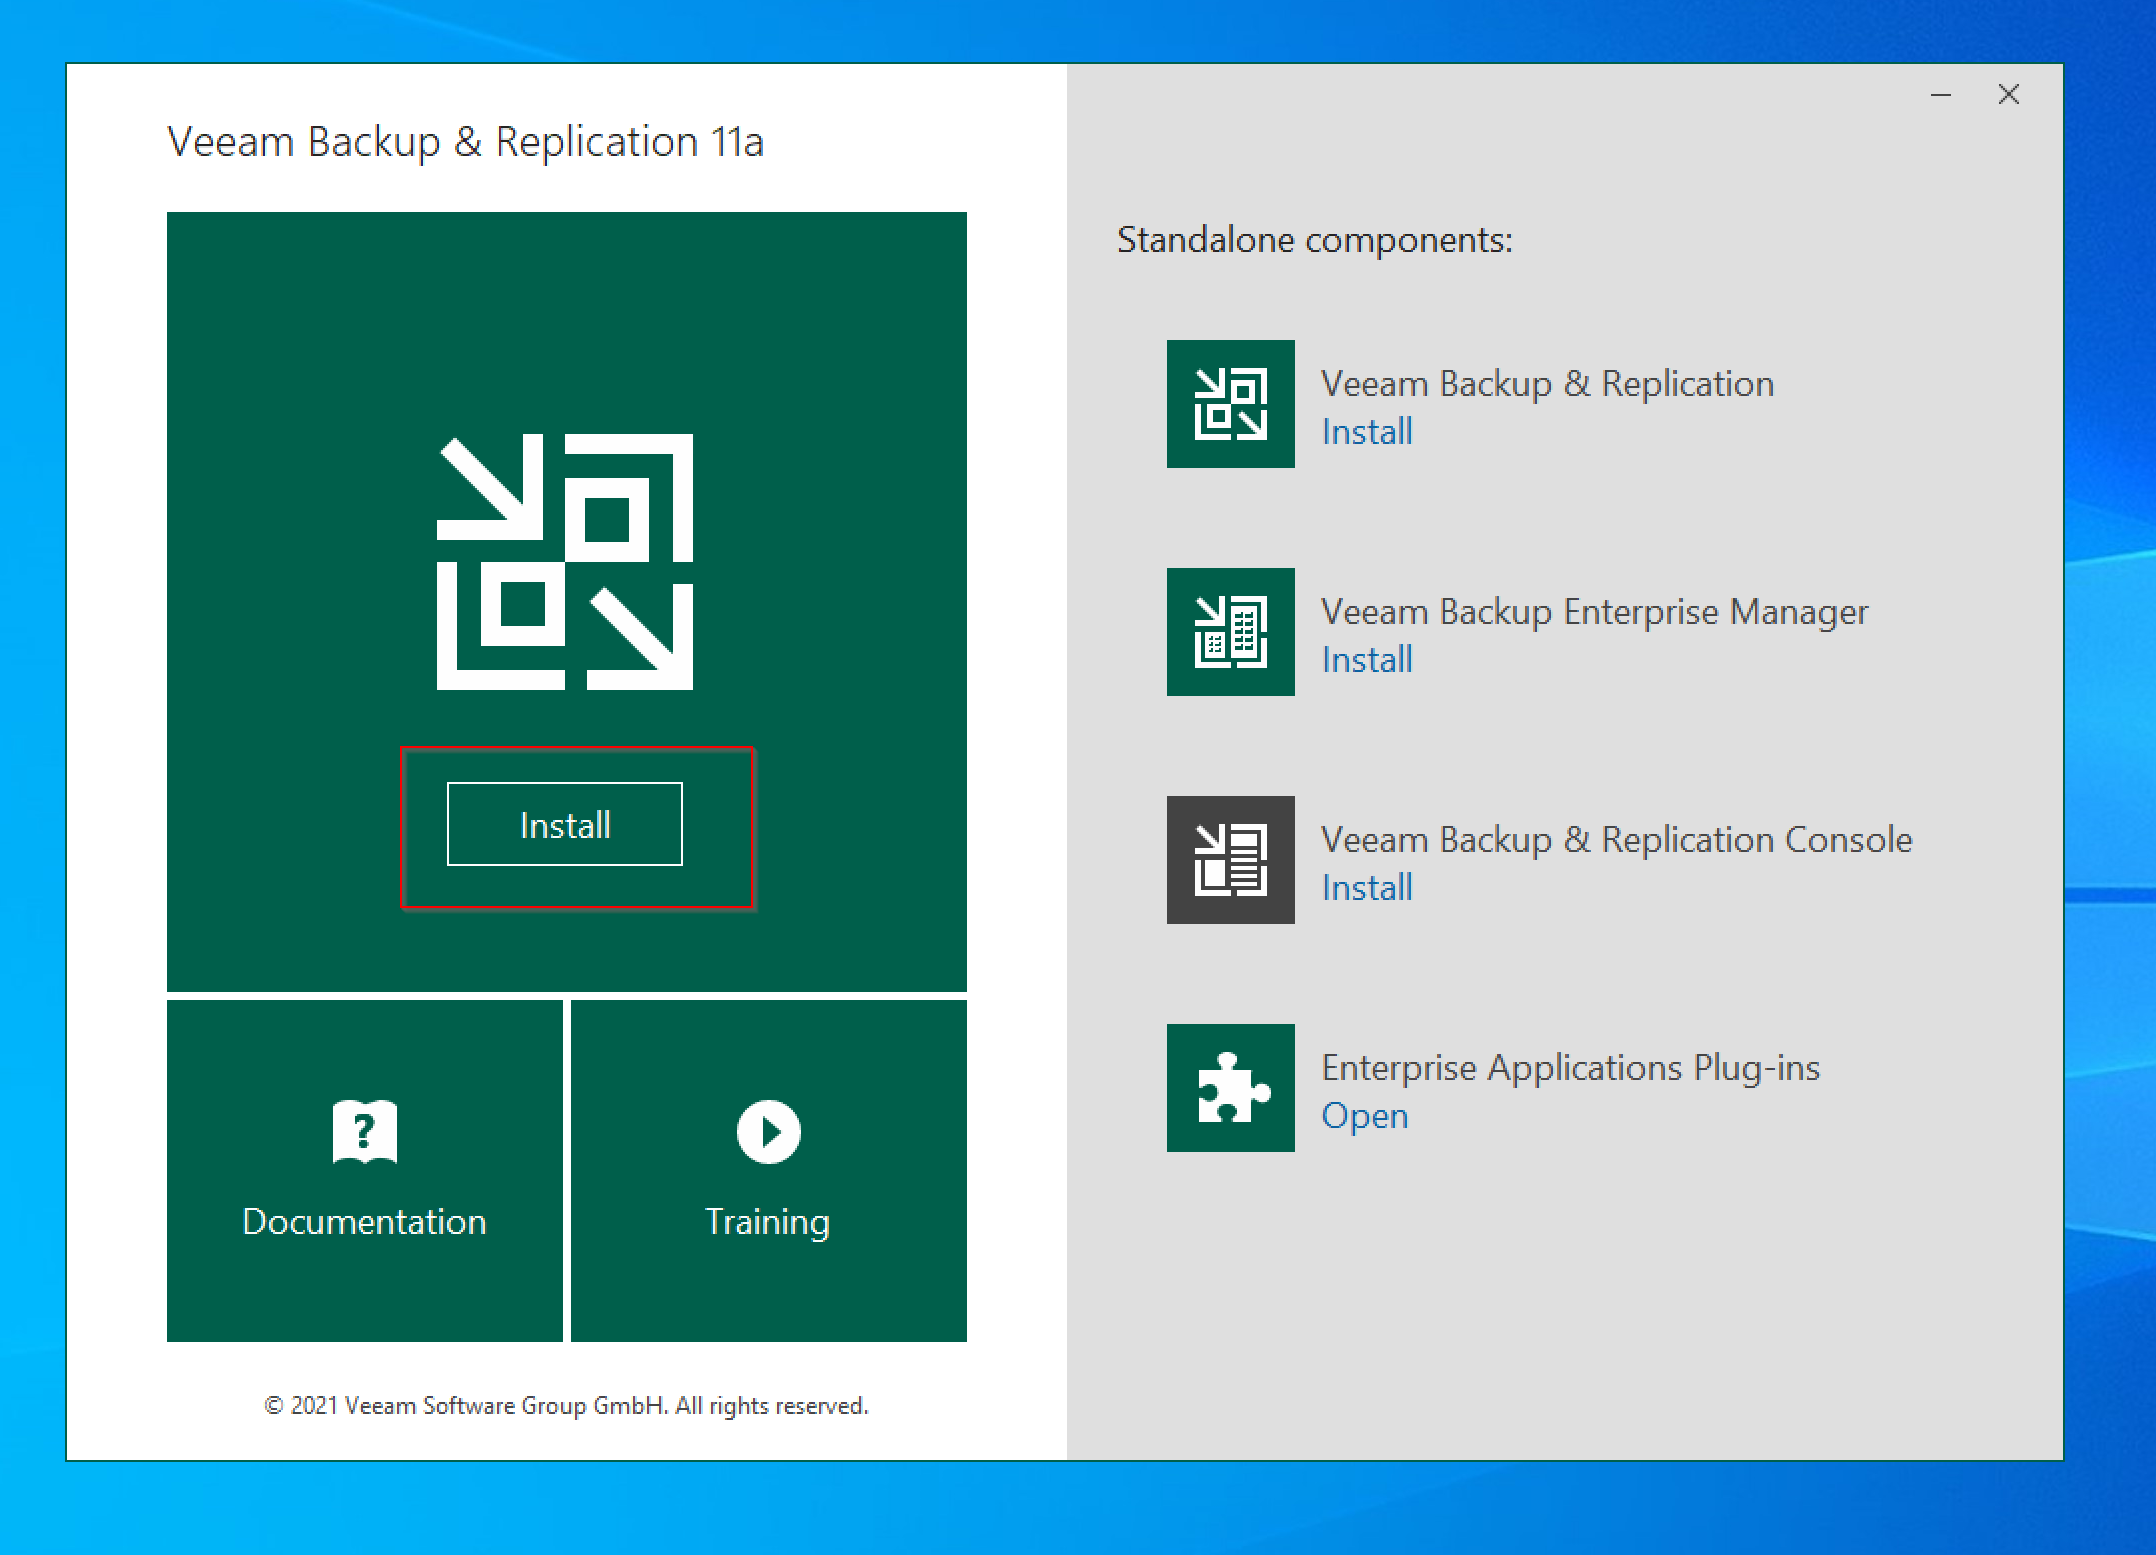 Veeam Backup & Replication 11a
Install
Documentation
Training
© 2021 Veeam Software Group GmbH. All rights reserved.
Standalone components:
Veeam Backup & Replication
Install
Veeam Backup Enterprise Manager
Install
Veeam Backup & Replication Console
Install
Enterprise Applications Plug-ins
Open